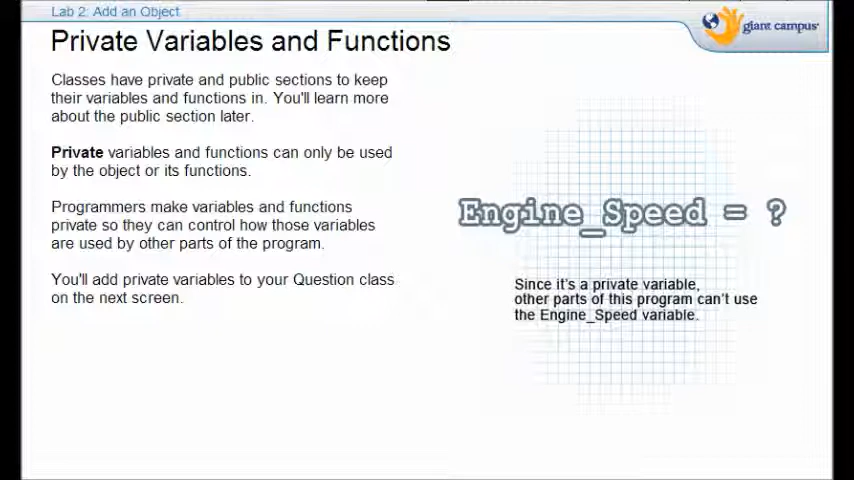 Lab 2: Add an Object
giant campus
Private Variables and Functions
Classes have private and public sections to keep
their variables and functions in. You'll learn more
about the public section later.
Private variables and functions can only be used
by the object or its functions.
Programmers make variables and functions
private so they can control how those variables
are used by other parts of the program.
You'll add private variables to your Question class
on the next screen.
Engine_Speed = ?
Since it's a private variable,
other parts of this program can't use
the Engine_Speed variable.